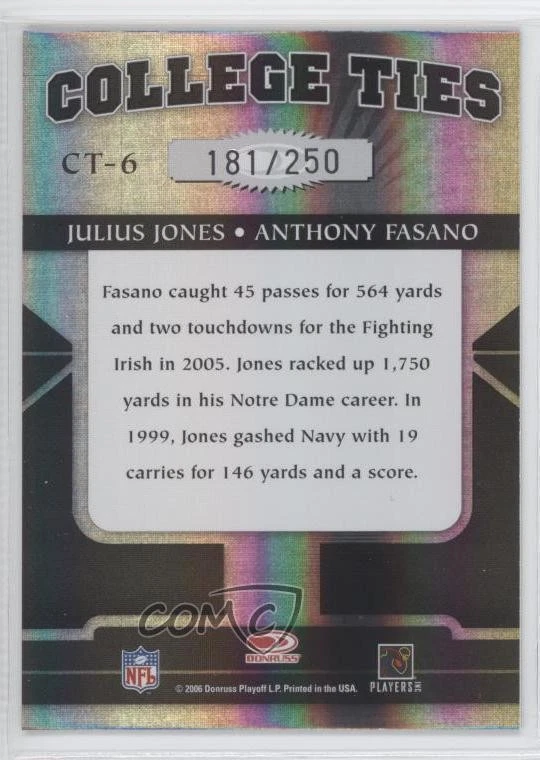 COLLEGE TIES
CT-6 181/250
JULIUS JONES • ANTHONY FASANO
Fasano caught 45 passes for 564 yards
and two touchdowns for the Fighting
Irish in 2005. Jones racked up 1,750
yards in his Notre Dame career. In
1999, Jones gashed Navy with 19
carries for 146 yards and a score.
COMC
DONRUSS
NFL
PLAYERS INC
© 2006 Donruss Playoff L.P. Printed in the USA.